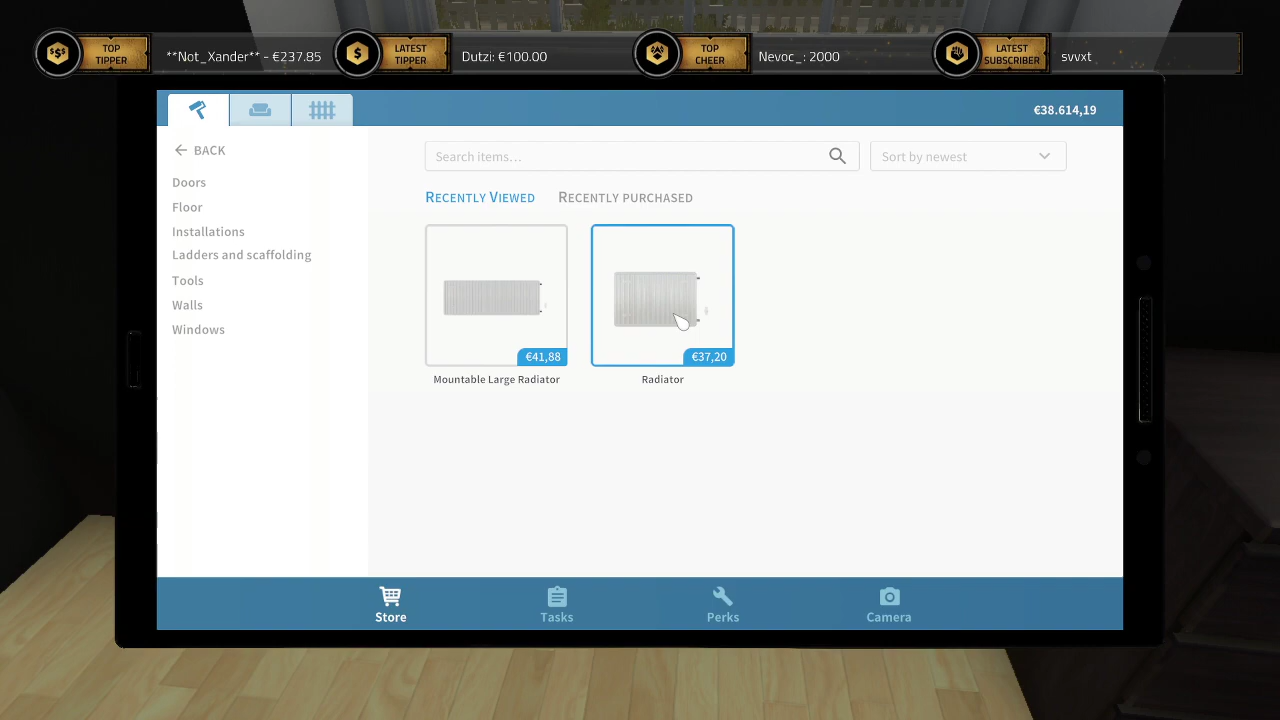 TOP TIPPER
**Not_Xander** - €237.85
LATEST TIPPER
Dutzi: €100.00
TOP CHEER
Nevoc_: 2000
LATEST SUBSCRIBER
svvxt
€38.614,19
BACK
Search items...
Sort by newest
Doors
Floor
Installations
Ladders and scaffolding
Tools
Walls
Windows
RECENTLY VIEWED
RECENTLY PURCHASED
€41,88
Mountable Large Radiator
€37,20
Radiator
Store
Tasks
Perks
Camera